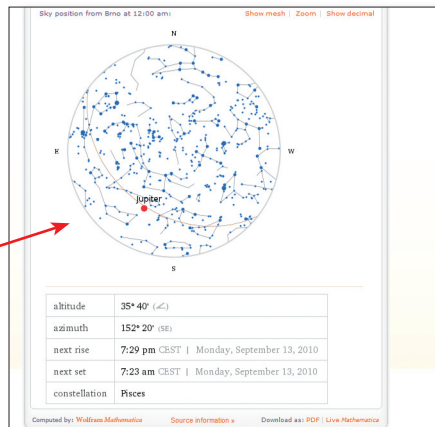 Sky position from Brno at 12:00 am:
Show mesh | Zoom | Show decimal
N
E
W
Jupiter
S
altitude 35° 40' (∠)
azimuth 152° 20' (SE)
next rise 7:29 pm CEST | Monday, September 13, 2010
next set 7:23 am CEST | Monday, September 13, 2010
constellation Pisces
Computed by: Wolfram Mathematica Source information » Download as: PDF | Live Mathematica